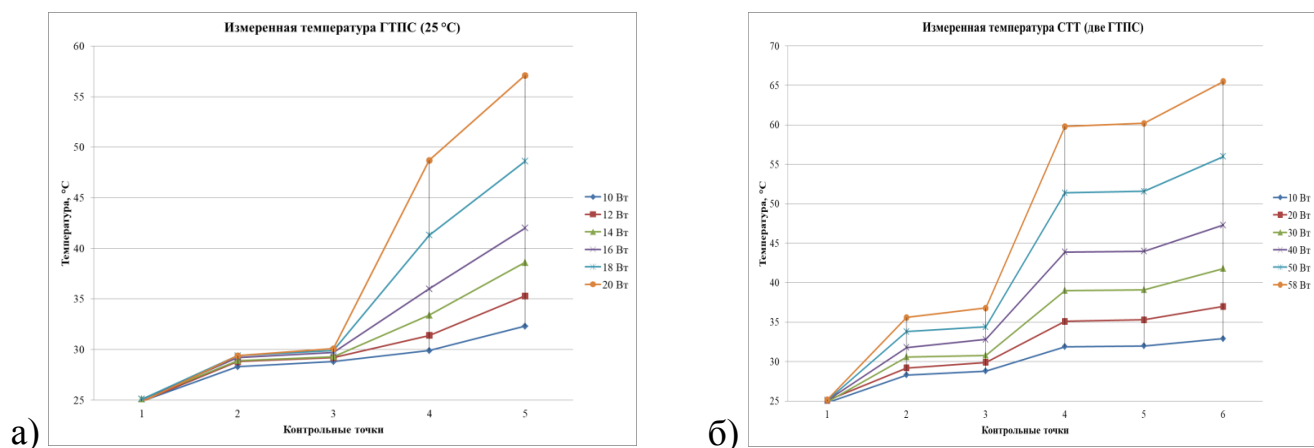 Измеренная температура ГТПС (25 °C)
60
55
50
45
40
35
30
25
Температура, °C
1 2 3 4 5
Контрольные точки
10 Вт
12 Вт
14 Вт
16 Вт
18 Вт
20 Вт
а)
Измеренная температура СТТ (две ГТПС)
70
65
60
55
50
45
40
35
30
25
Температура, °C
1 2 3 4 5 6
Контрольные точки
10 Вт
20 Вт
30 Вт
40 Вт
50 Вт
58 Вт
б)